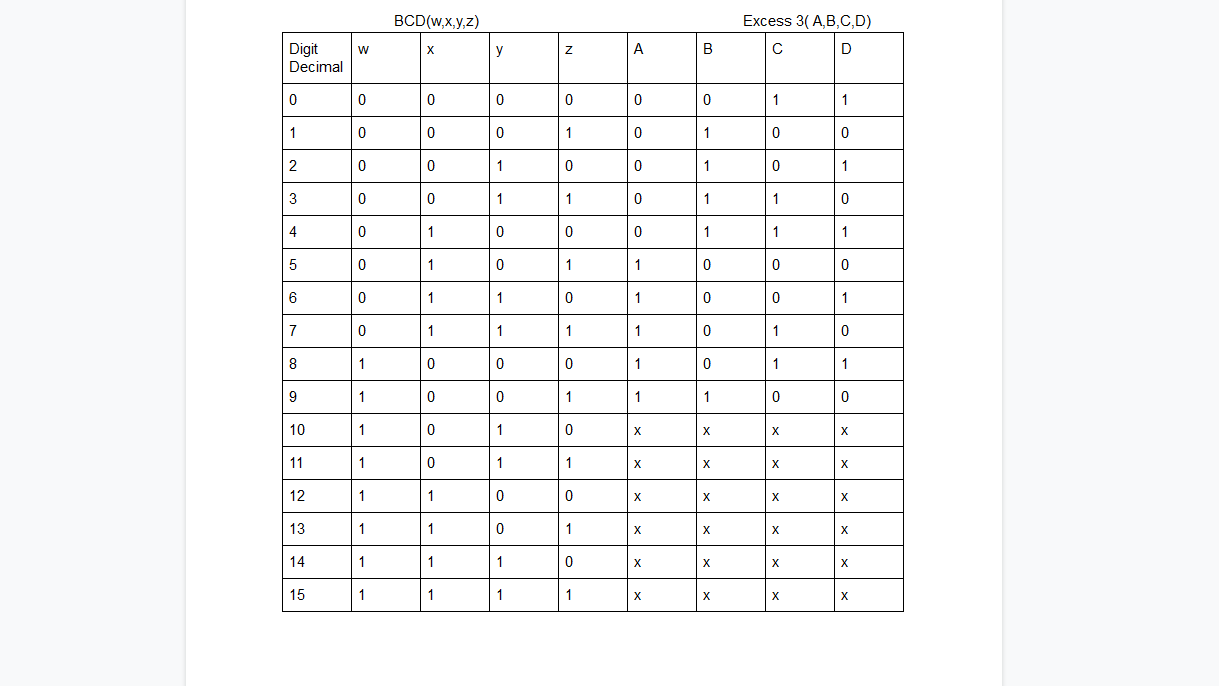 BCD(w,x,y,z) Excess 3( A,B,C,D)
Digit Decimal w x y z A B C D
0 0 0 0 0 0 0 1 1
1 0 0 0 1 0 1 0 0
2 0 0 1 0 0 1 0 1
3 0 0 1 1 0 1 1 0
4 0 1 0 0 0 1 1 1
5 0 1 0 1 1 0 0 0
6 0 1 1 0 1 0 0 1
7 0 1 1 1 1 0 1 0
8 1 0 0 0 1 0 1 1
9 1 0 0 1 1 1 0 0
10 1 0 1 0 x x x x
11 1 0 1 1 x x x x
12 1 1 0 0 x x x x
13 1 1 0 1 x x x x
14 1 1 1 0 x x x x
15 1 1 1 1 x x x x